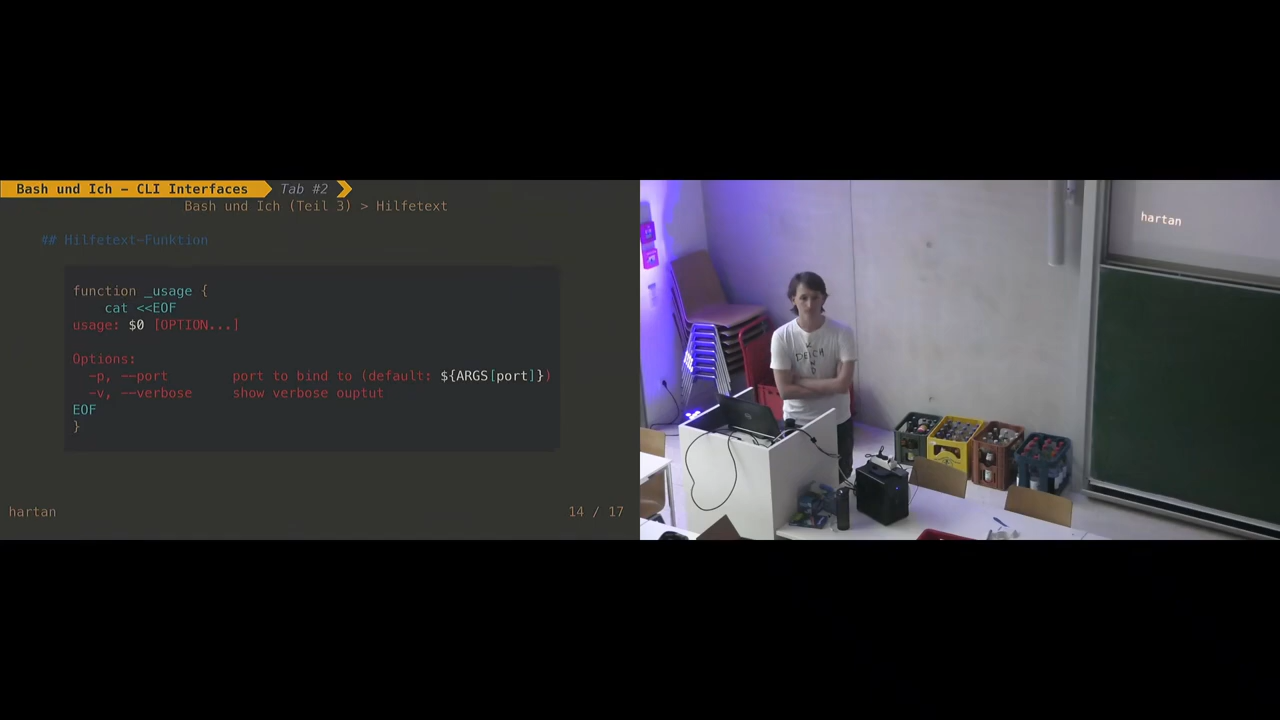 Bash und Ich - CLI Interfaces Tab #2
Bash und Ich (Teil 3) > Hilfetext
## Hilfetext-Funktion
function _usage {
    cat <<EOF
usage: $0 [OPTION...]
Options:
  -p, --port        port to bind to (default: ${ARGS[port]})
  -v, --verbose     show verbose ouptut
EOF
}
hartan 14 / 17
hartan
DEICH